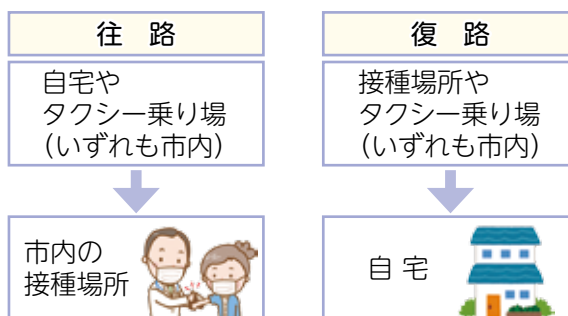 往 路
自宅や
タクシー乗り場
(いずれも市内)
市内の
接種場所
復 路
接種場所や
タクシー乗り場
(いずれも市内)
自 宅